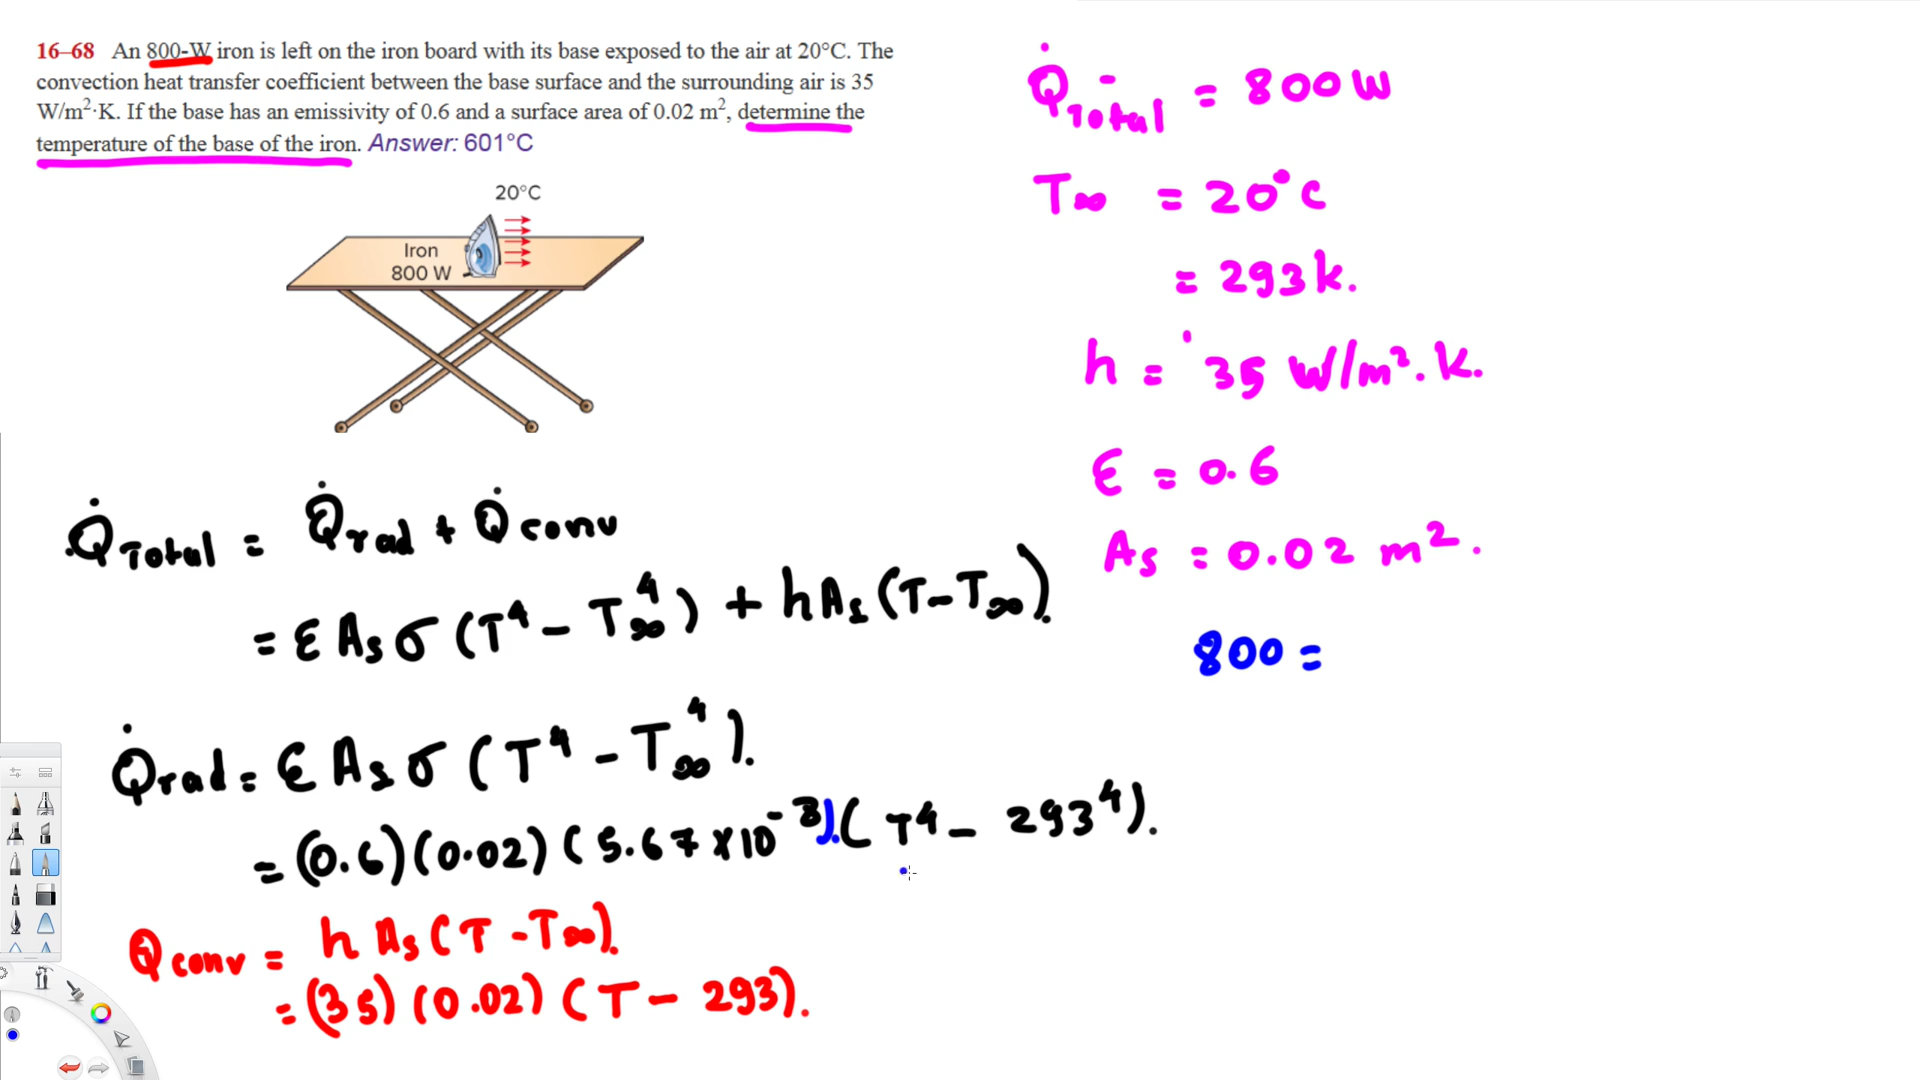 16–68 An 800-W iron is left on the iron board with its base exposed to the air at 20°C. The
convection heat transfer coefficient between the base surface and the surrounding air is 35
W/m²·K. If the base has an emissivity of 0.6 and a surface area of 0.02 m², determine the
temperature of the base of the iron. Answer: 601°C
20°C
Iron
800 W
Q̇Total = Q̇rad + Q̇conv
= ε As σ (T⁴ – T∞⁴) + hAs (T – T∞).
Q̇rad = ε As σ (T⁴ – T∞⁴).
= (0.6)(0.02)(5.67×10⁻⁸).(T⁴ – 293⁴).
Qconv = h As (T – T∞).
= (35)(0.02)(T – 293).
Q̇Total = 800W
T∞ = 20°C
= 293k.
h = 35 W/m².k.
ε = 0.6
As = 0.02 m².
800 =